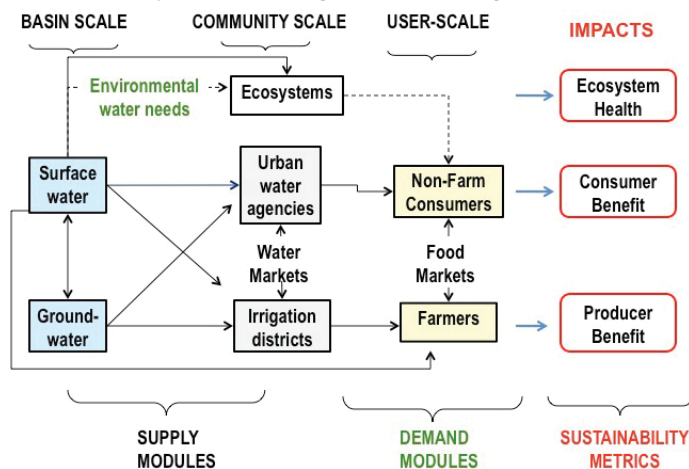 BASIN SCALE
COMMUNITY SCALE
USER-SCALE
IMPACTS
Environmental
water needs
Ecosystems
Ecosystem
Health
Surface
water
Urban
water
agencies
Non-Farm
Consumers
Consumer
Benefit
Water
Markets
Food
Markets
Ground-
water
Irrigation
districts
Farmers
Producer
Benefit
SUPPLY
MODULES
DEMAND
MODULES
SUSTAINABILITY
METRICS